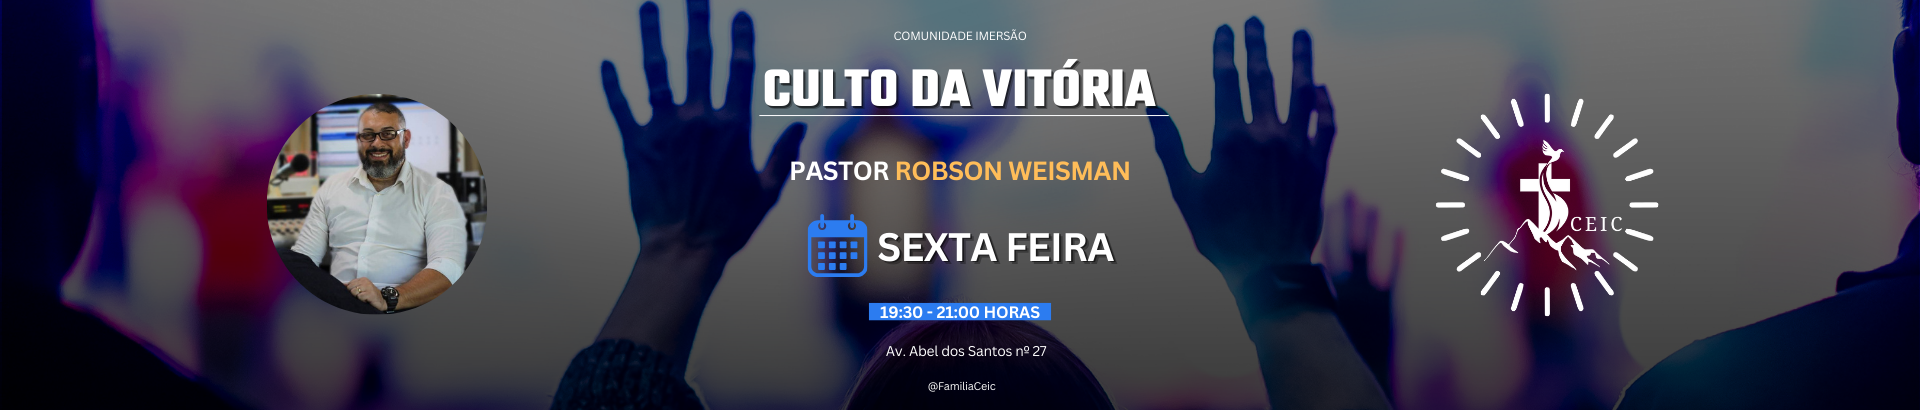 COMUNIDADE IMERSÃO
CULTO DA VITÓRIA
PASTOR ROBSON WEISMAN
SEXTA FEIRA
19:30 - 21:00 HORAS
Av. Abel dos Santos nº 27
@FamiliaCeic
CEIC